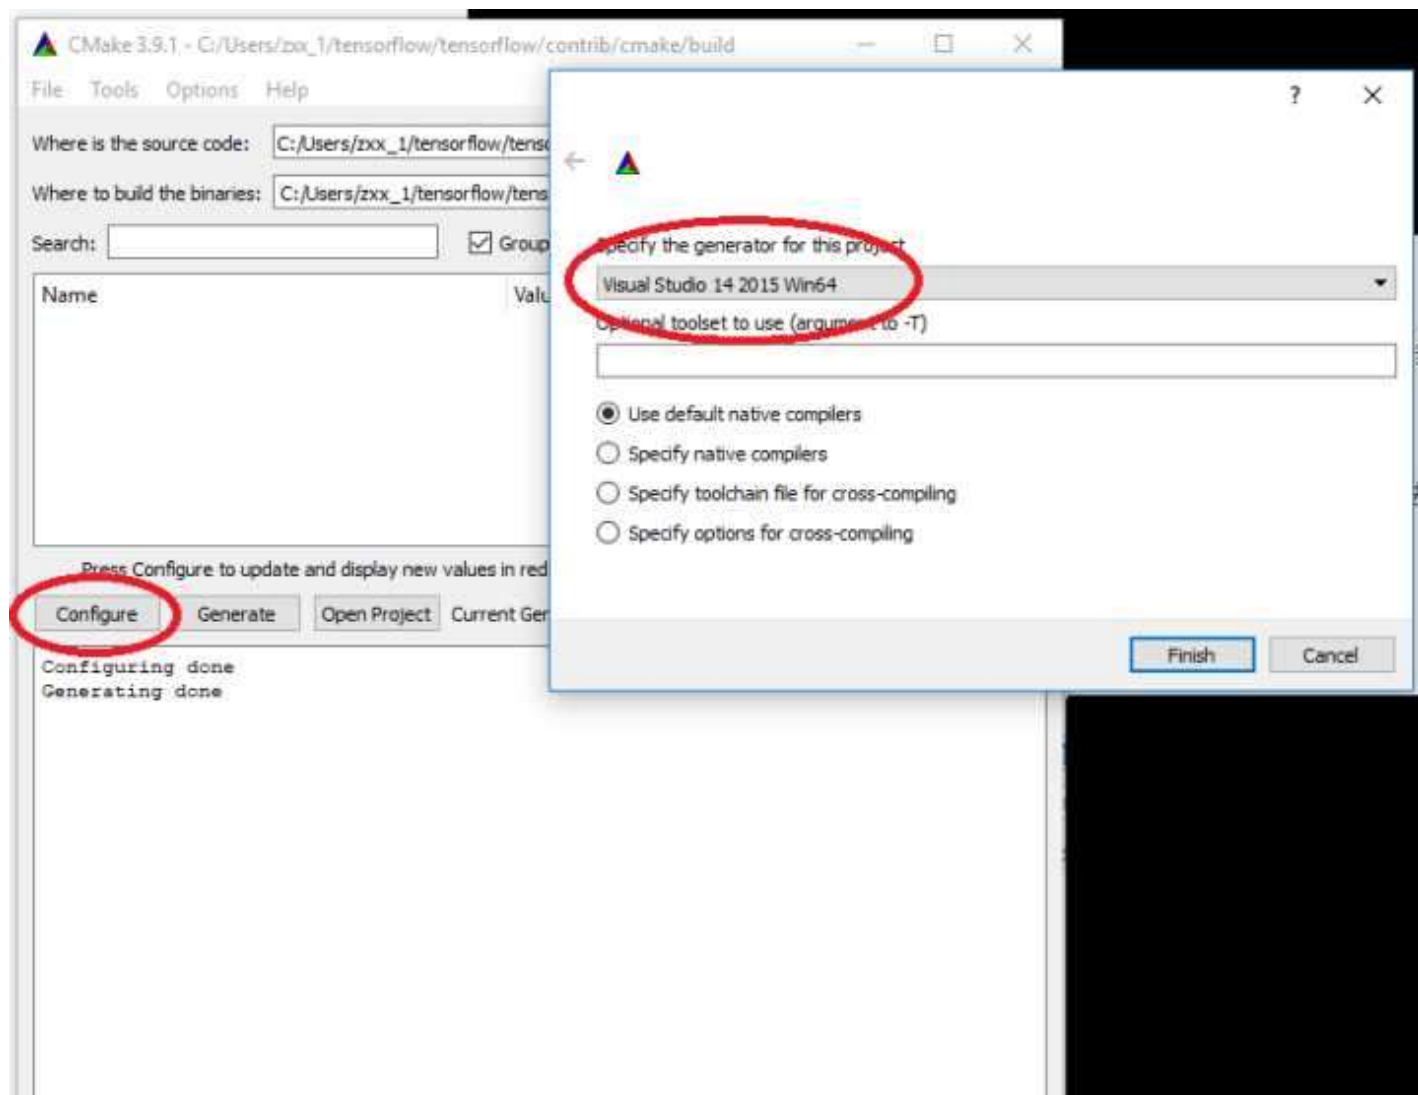 CMake 3.9.1 - C:/Users/zxx_1/tensorflow/tensorflow/contrib/cmake/build
File Tools Options Help
Where is the source code: C:/Users/zxx_1/tensorflow/tenso
Where to build the binaries: C:/Users/zxx_1/tensorflow/tens
Search: Group
Name Valu
Press Configure to update and display new values in red
Configure Generate Open Project Current Gen
Configuring done
Generating done
?
Specify the generator for this project
Visual Studio 14 2015 Win64
Optional toolset to use (argument to -T)
Use default native compilers
Specify native compilers
Specify toolchain file for cross-compiling
Specify options for cross-compiling
Finish Cancel